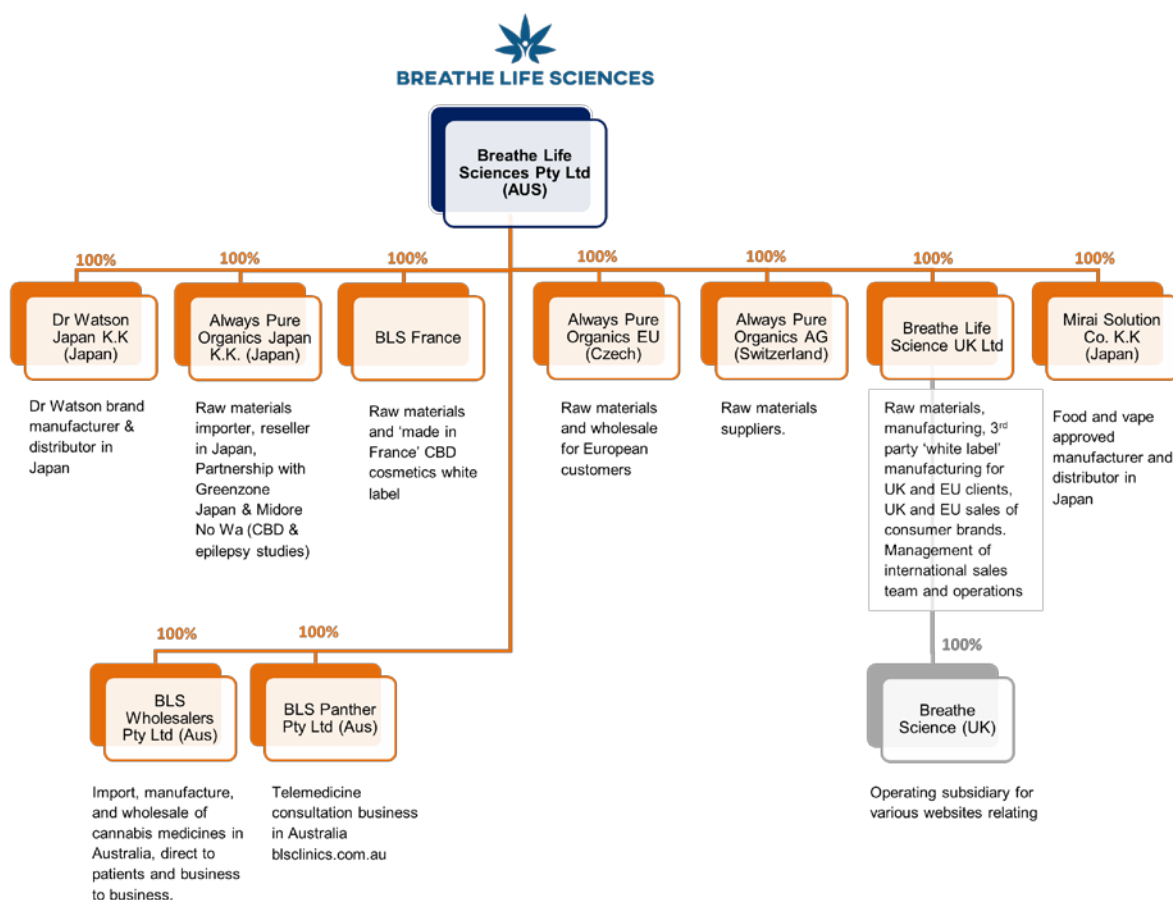 BREATHE LIFE SCIENCES
Breathe Life
Sciences Pty Ltd
(AUS)
100%
100%
100%
100%
100%
100%
100%
Dr Watson
Japan K.K
(Japan)
Always Pure
Organics Japan
K.K. (Japan)
BLS France
Always Pure
Organics EU
(Czech)
Always Pure
Organics AG
(Switzerland)
Breathe Life
Science UK Ltd
Mirai Solution
Co. K.K
(Japan)
Dr Watson brand
manufacturer &
distributor in
Japan
Raw materials
importer, reseller
in Japan,
Partnership with
Greenzone
Japan & Midore
No Wa (CBD &
epilepsy studies)
Raw materials
and ‘made in
France’ CBD
cosmetics white
label
Raw materials
and wholesale for
European
customers
Raw materials
suppliers.
Raw materials,
manufacturing, 3rd
party ‘white label’
manufacturing for
UK and EU clients,
UK and EU sales of
consumer brands.
Management of
international sales
team and operations
Food and vape
approved
manufacturer and
distributor in
Japan
100%
100%
100%
BLS
Wholesalers
Pty Ltd (Aus)
BLS Panther
Pty Ltd (Aus)
Breathe
Science (UK)
Import, manufacture,
and wholesale of
cannabis medicines in
Australia, direct to
patients and business
to business.
Telemedicine
consultation business
in Australia
blsclinics.com.au
Operating subsidiary for
various websites relating